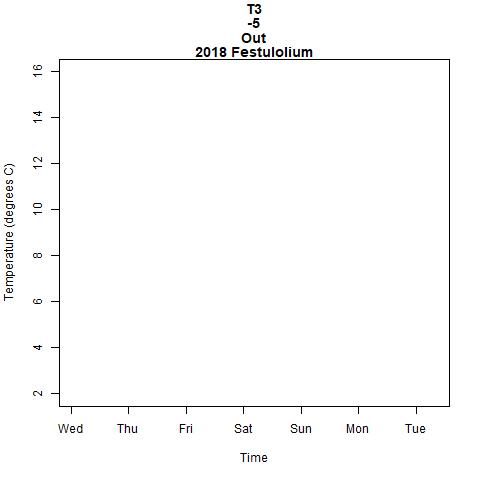 T3
-5
Out
2018 Festulolium
16
14
12
10
8
6
4
2
Temperature (degrees C)
Wed Thu Fri Sat Sun Mon Tue
Time